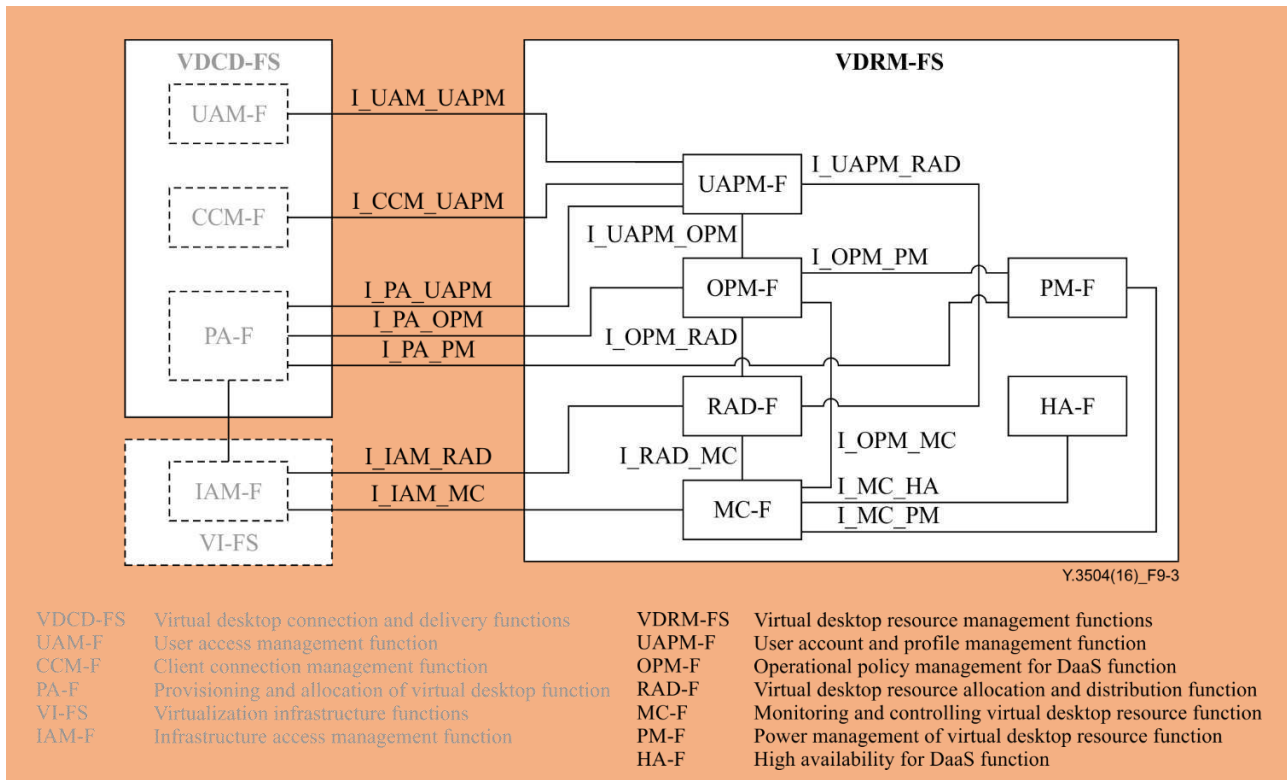 VDCD-FS
VDRM-FS
UAM-F
I_UAM_UAPM
UAPM-F
I_UAPM_RAD
CCM-F
I_CCM_UAPM
I_UAPM_OPM
I_OPM_PM
OPM-F
PM-F
PA-F
I_PA_UAPM
I_PA_OPM
I_PA_PM
I_OPM_RAD
RAD-F
HA-F
I_IAM_RAD
I_OPM_MC
I_RAD_MC
IAM-F
I_IAM_MC
MC-F
I_MC_HA
I_MC_PM
VI-FS
Y.3504(16)_F9-3
VDCD-FS Virtual desktop connection and delivery functions
UAM-F User access management function
CCM-F Client connection management function
PA-F Provisioning and allocation of virtual desktop function
VI-FS Virtualization infrastructure functions
IAM-F Infrastructure access management function
VDRM-FS Virtual desktop resource management functions
UAPM-F User account and profile management function
OPM-F Operational policy management for DaaS function
RAD-F Virtual desktop resource allocation and distribution function
MC-F Monitoring and controlling virtual desktop resource function
PM-F Power management of virtual desktop resource function
HA-F High availability for DaaS function